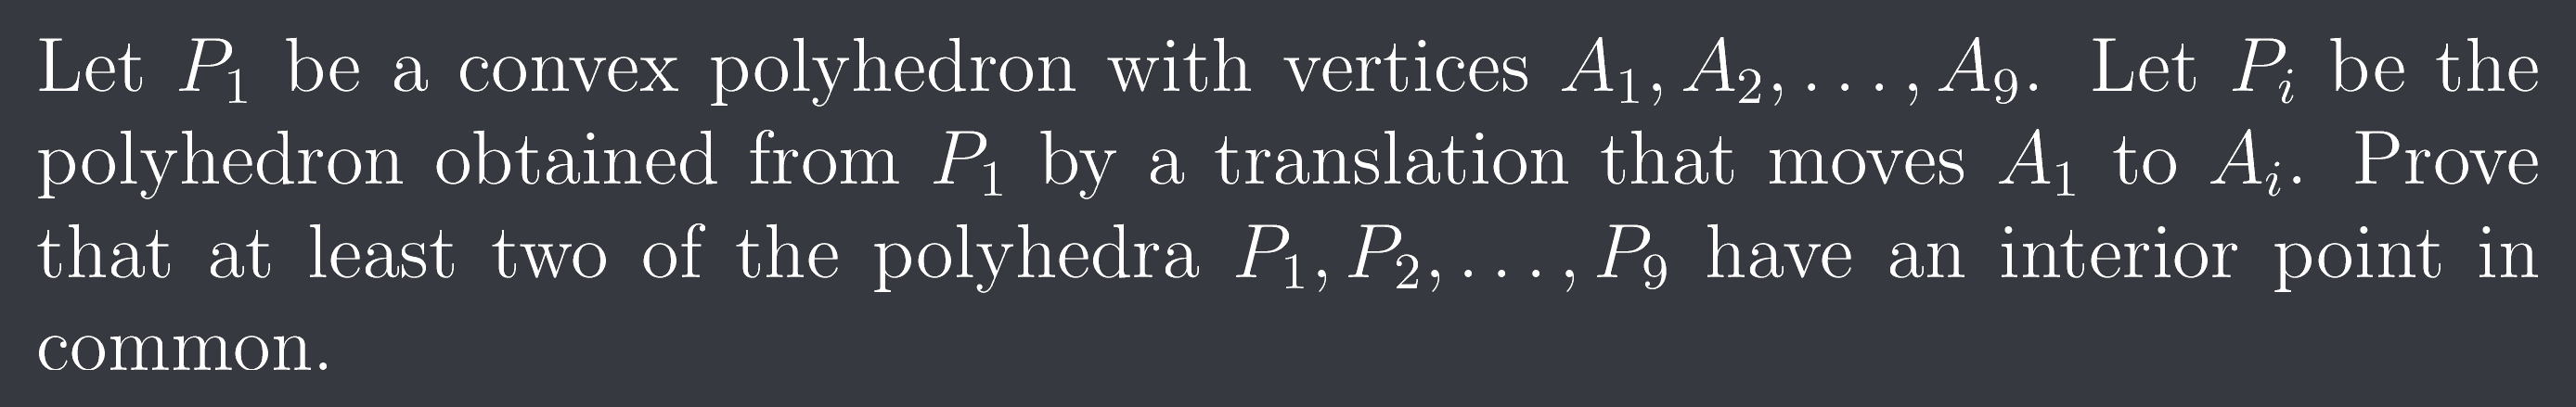 Let $P_1$ be a convex polyhedron with vertices $A_1, A_2, \ldots, A_9$. Let $P_i$ be the
polyhedron obtained from $P_1$ by a translation that moves $A_1$ to $A_i$. Prove
that at least two of the polyhedra $P_1, P_2, \ldots, P_9$ have an interior point in
common.